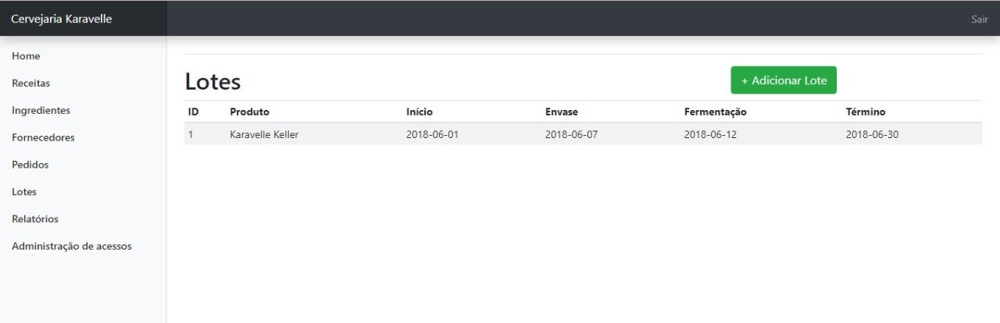 Cervejaria Karavelle
Sair
Home
Receitas
Ingredientes
Fornecedores
Pedidos
Lotes
Relatórios
Administração de acessos
Lotes
+ Adicionar Lote
ID Produto Início Envase Fermentação Término
1 Karavelle Keller 2018-06-01 2018-06-07 2018-06-12 2018-06-30